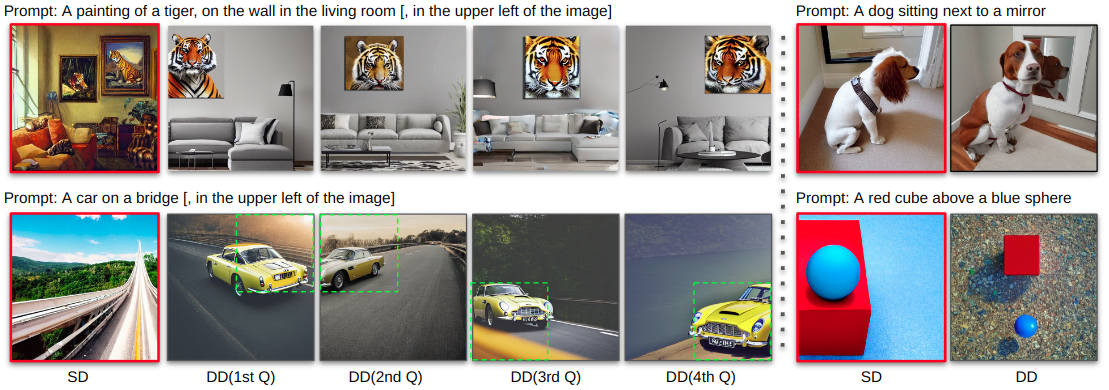 Prompt: A painting of a tiger, on the wall in the living room [, in the upper left of the image]
Prompt: A dog sitting next to a mirror
Prompt: A car on a bridge [, in the upper left of the image]
Prompt: A red cube above a blue sphere
SD DD(1st Q) DD(2nd Q) DD(3rd Q) DD(4th Q) SD DD